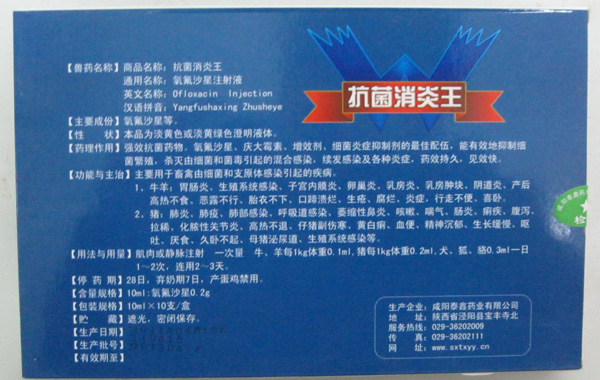 抗菌消炎王
【兽药名称】商品名称：抗菌消炎王
通用名称：氧氟沙星注射液
英文名称：Ofloxacin Injection
汉语拼音：Yangfushaxing Zhusheye
【主要成份】氧氟沙星等。
【性 状】本品为淡黄色或淡黄绿色澄明液体。
【药理作用】强效抗菌药物。氧氟沙星、庆大霉素、增效剂、细菌炎症抑制剂的最佳配伍，能有效地抑制细
菌繁殖，杀灭由细菌和菌毒引起的混合感染，续发感染及各种炎症，药效持久，见效快。
【功能与主治】主要用于畜禽由细菌和支原体感染引起的疾病。
1、牛羊：胃肠炎、生殖系统感染、子宫内膜炎、卵巢炎、乳房炎、乳房肿块、阴道炎、产后
高热不食、恶露不行、胎衣不下、口蹄溃烂、生疮、腐烂、炎症，行走不便、喜卧。
2、猪：肺炎、肺疫、肺部感染、呼吸道感染、萎缩性鼻炎、咳嗽、喘气、肠炎、痢疾、腹泻、
拉稀，化脓性关节炎、高热不退、仔猪副伤寒、黄白痢、血便、精神沉郁、生长缓慢、呕
吐、厌食、久卧不起、母猪泌尿道、生殖系统感染等。
【用法与用量】肌肉或静脉注射 一次量 牛、羊每1kg体重0.1ml,猪每1kg体重0.2ml,犬、狐、貉0.3ml一日
1～2次，连用2～3天。
【停 药 期】28日，弃奶期7日，产蛋鸡禁用。
【含量规格】10ml:氧氟沙星0.2g
【包装规格】10ml×10支/盒
【贮 藏】遮光，密闭保存。
【生产日期】
【生产批号】
【有效期至】
生产企业：咸阳泰鑫药业有限公司
地 址：陕西省泾阳县宝丰寺北
服务热线：029-36202009
传 真：029-36202111
网 址：www.sxtxyy.cn